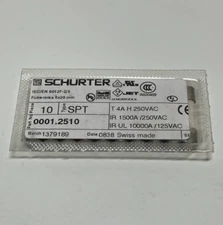 SCHURTER
10 Type SPT
0001.2510
T 4A H 250VAC
IR 1500A/250VAC
IR UL 10000A/125VAC
Batch 1379189
Date 0838 Swiss made